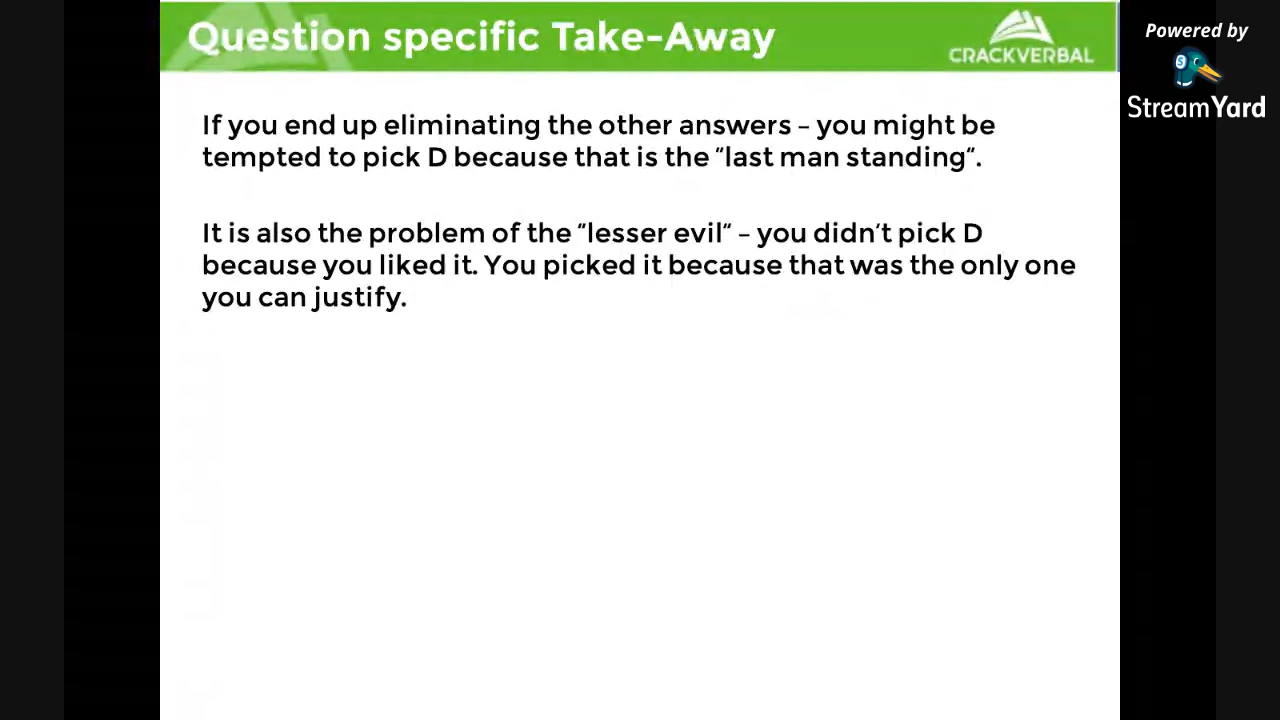 Question specific Take-Away
CRACKVERBAL
Powered by
StreamYard
If you end up eliminating the other answers – you might be
tempted to pick D because that is the “last man standing“.
It is also the problem of the “lesser evil“ – you didn’t pick D
because you liked it. You picked it because that was the only one
you can justify.